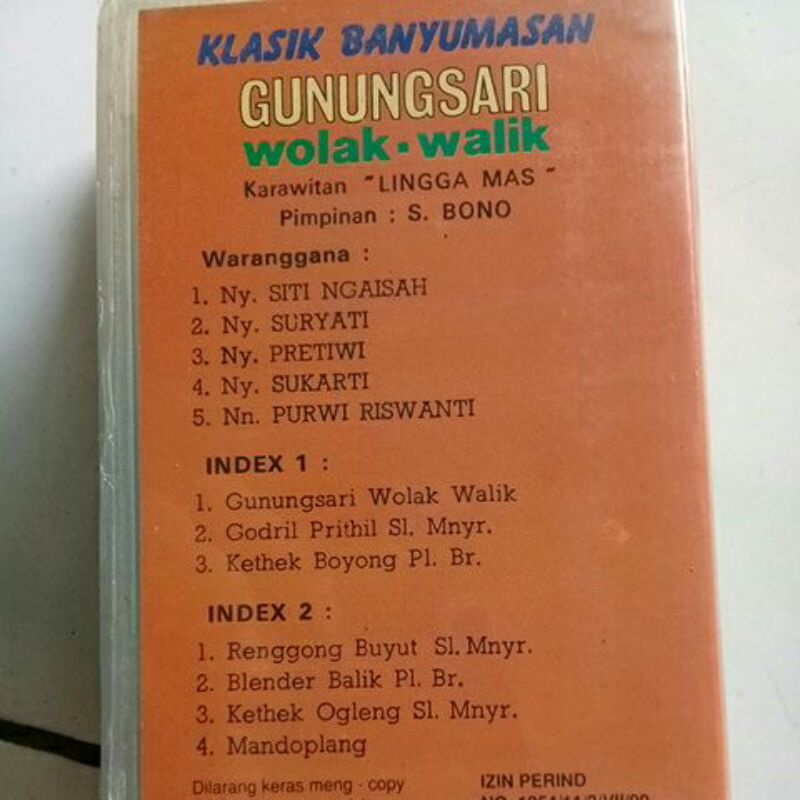 KLASIK BANYUMASAN
GUNUNGSARI
wolak - walik
Karawitan "LINGGA MAS"
Pimpinan : S. BONO
Waranggana :
1. Ny. SITI NGAISAH
2. Ny. SURYATI
3. Ny. PRETIWI
4. Ny. SUKARTI
5. Nn. PURWI RISWANTI
INDEX 1 :
1. Gunungsari Wolak Walik
2. Godril Prithil Sl. Mnyr.
3. Kethek Boyong Pl. Br.
INDEX 2 :
1. Renggong Buyut Sl. Mnyr.
2. Blender Balik Pl. Br.
3. Kethek Ogleng Sl. Mnyr.
4. Mandoplang
Dilarang keras meng - copy
IZIN PERIND